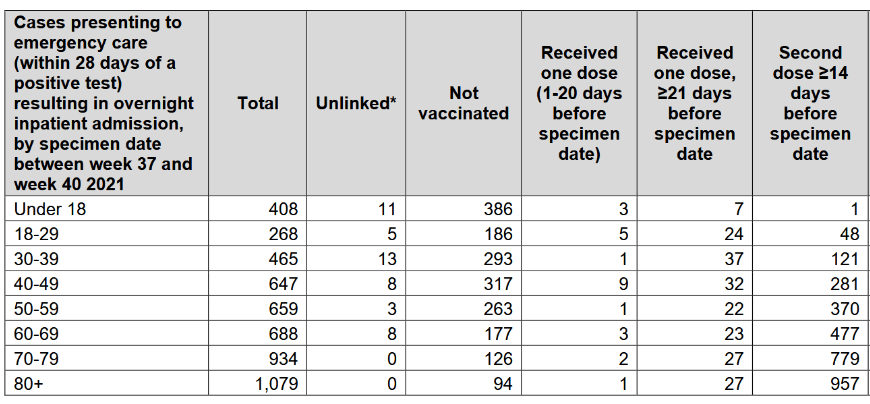 Cases presenting to
emergency care
(within 28 days of a
positive test)
resulting in overnight
inpatient admission,
by specimen date
between week 37 and
week 40 2021
Total
Unlinked*
Not
vaccinated
Received
one dose
(1-20 days
before
specimen
date)
Received
one dose,
≥21 days
before
specimen
date
Second
dose ≥14
days
before
specimen
date
Under 18 408 11 386 3 7 1
18-29 268 5 186 5 24 48
30-39 465 13 293 1 37 121
40-49 647 8 317 9 32 281
50-59 659 3 263 1 22 370
60-69 688 8 177 3 23 477
70-79 934 0 126 2 27 779
80+ 1,079 0 94 1 27 957